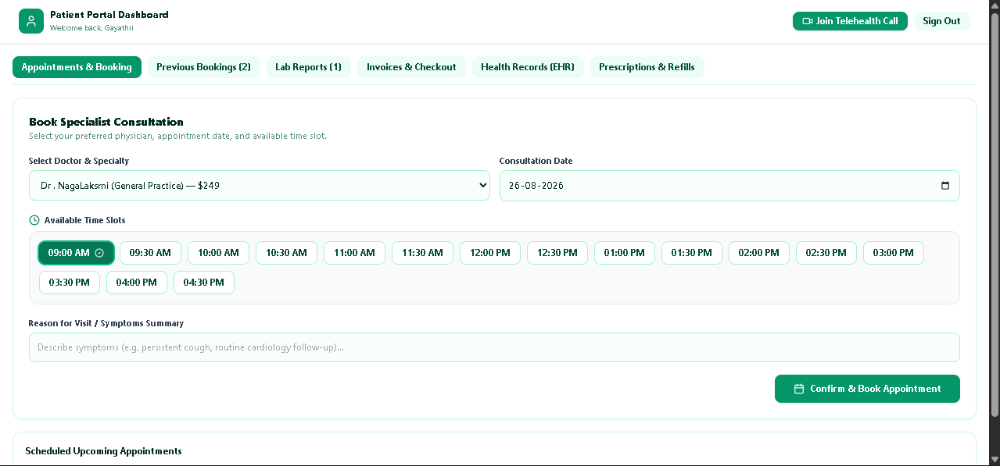 Patient Portal Dashboard
Welcome back, Gayathri
Join Telehealth Call
Sign Out
Appointments & Booking
Previous Bookings (2)
Lab Reports (1)
Invoices & Checkout
Health Records (EHR)
Prescriptions & Refills
Book Specialist Consultation
Select your preferred physician, appointment date, and available time slot.
Select Doctor & Specialty
Consultation Date
Dr . NagaLaksmi (General Practice) — $249
26-08-2026
Available Time Slots
09:00 AM
09:30 AM
10:00 AM
10:30 AM
11:00 AM
11:30 AM
12:00 PM
12:30 PM
01:00 PM
01:30 PM
02:00 PM
02:30 PM
03:00 PM
03:30 PM
04:00 PM
04:30 PM
Reason for Visit / Symptoms Summary
Describe symptoms (e.g. persistent cough, routine cardiology follow-up)...
Confirm & Book Appointment
Scheduled Upcoming Appointments